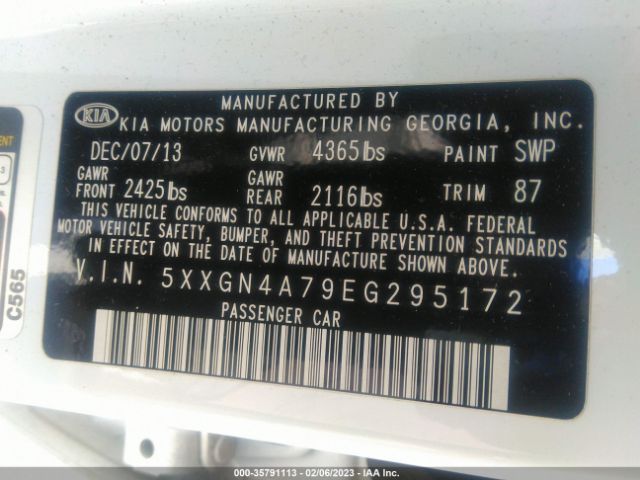 KIA
MANUFACTURED BY
KIA MOTORS MANUFACTURING GEORGIA, INC.
DEC/07/13 GVWR 4365lbs PAINT SWP
GAWR FRONT 2425lbs GAWR REAR 2116lbs TRIM 87
THIS VEHICLE CONFORMS TO ALL APPLICABLE U.S.A. FEDERAL
MOTOR VEHICLE SAFETY, BUMPER, AND THEFT PREVENTION STANDARDS
IN EFFECT ON THE DATE OF MANUFACTURE SHOWN ABOVE.
V.I.N. 5XXGN4A79EG295172
PASSENGER CAR
C565
000-35791113 - 02/06/2023 - IAA Inc.